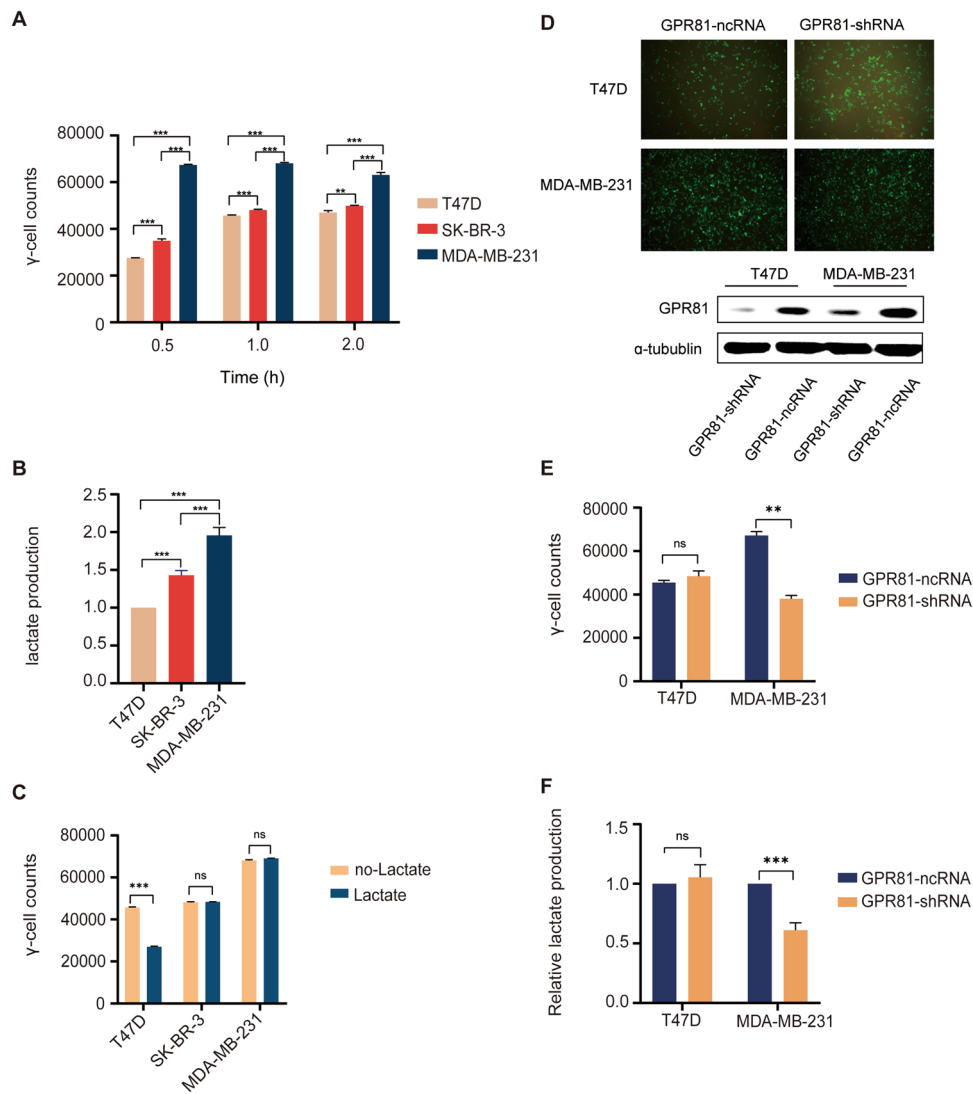 A
80000
60000
40000
20000
0
γ-cell counts
***
***
***
***
***
***
***
***
**
0.5
1.0
2.0
Time (h)
T47D
SK-BR-3
MDA-MB-231
B
2.5
2.0
1.5
1.0
0.5
0.0
lactate production
***
***
***
T47D
SK-BR-3
MDA-MB-231
C
80000
60000
40000
20000
0
γ-cell counts
***
ns
ns
T47D
SK-BR-3
MDA-MB-231
no-Lactate
Lactate
D
GPR81-ncRNA
GPR81-shRNA
T47D
MDA-MB-231
T47D
MDA-MB-231
GPR81
α-tubublin
GPR81-shRNA
GPR81-ncRNA
GPR81-shRNA
GPR81-ncRNA
E
80000
60000
40000
20000
0
γ-cell counts
ns
**
T47D
MDA-MB-231
GPR81-ncRNA
GPR81-shRNA
F
1.5
1.0
0.5
0.0
Relative lactate production
ns
***
T47D
MDA-MB-231
GPR81-ncRNA
GPR81-shRNA